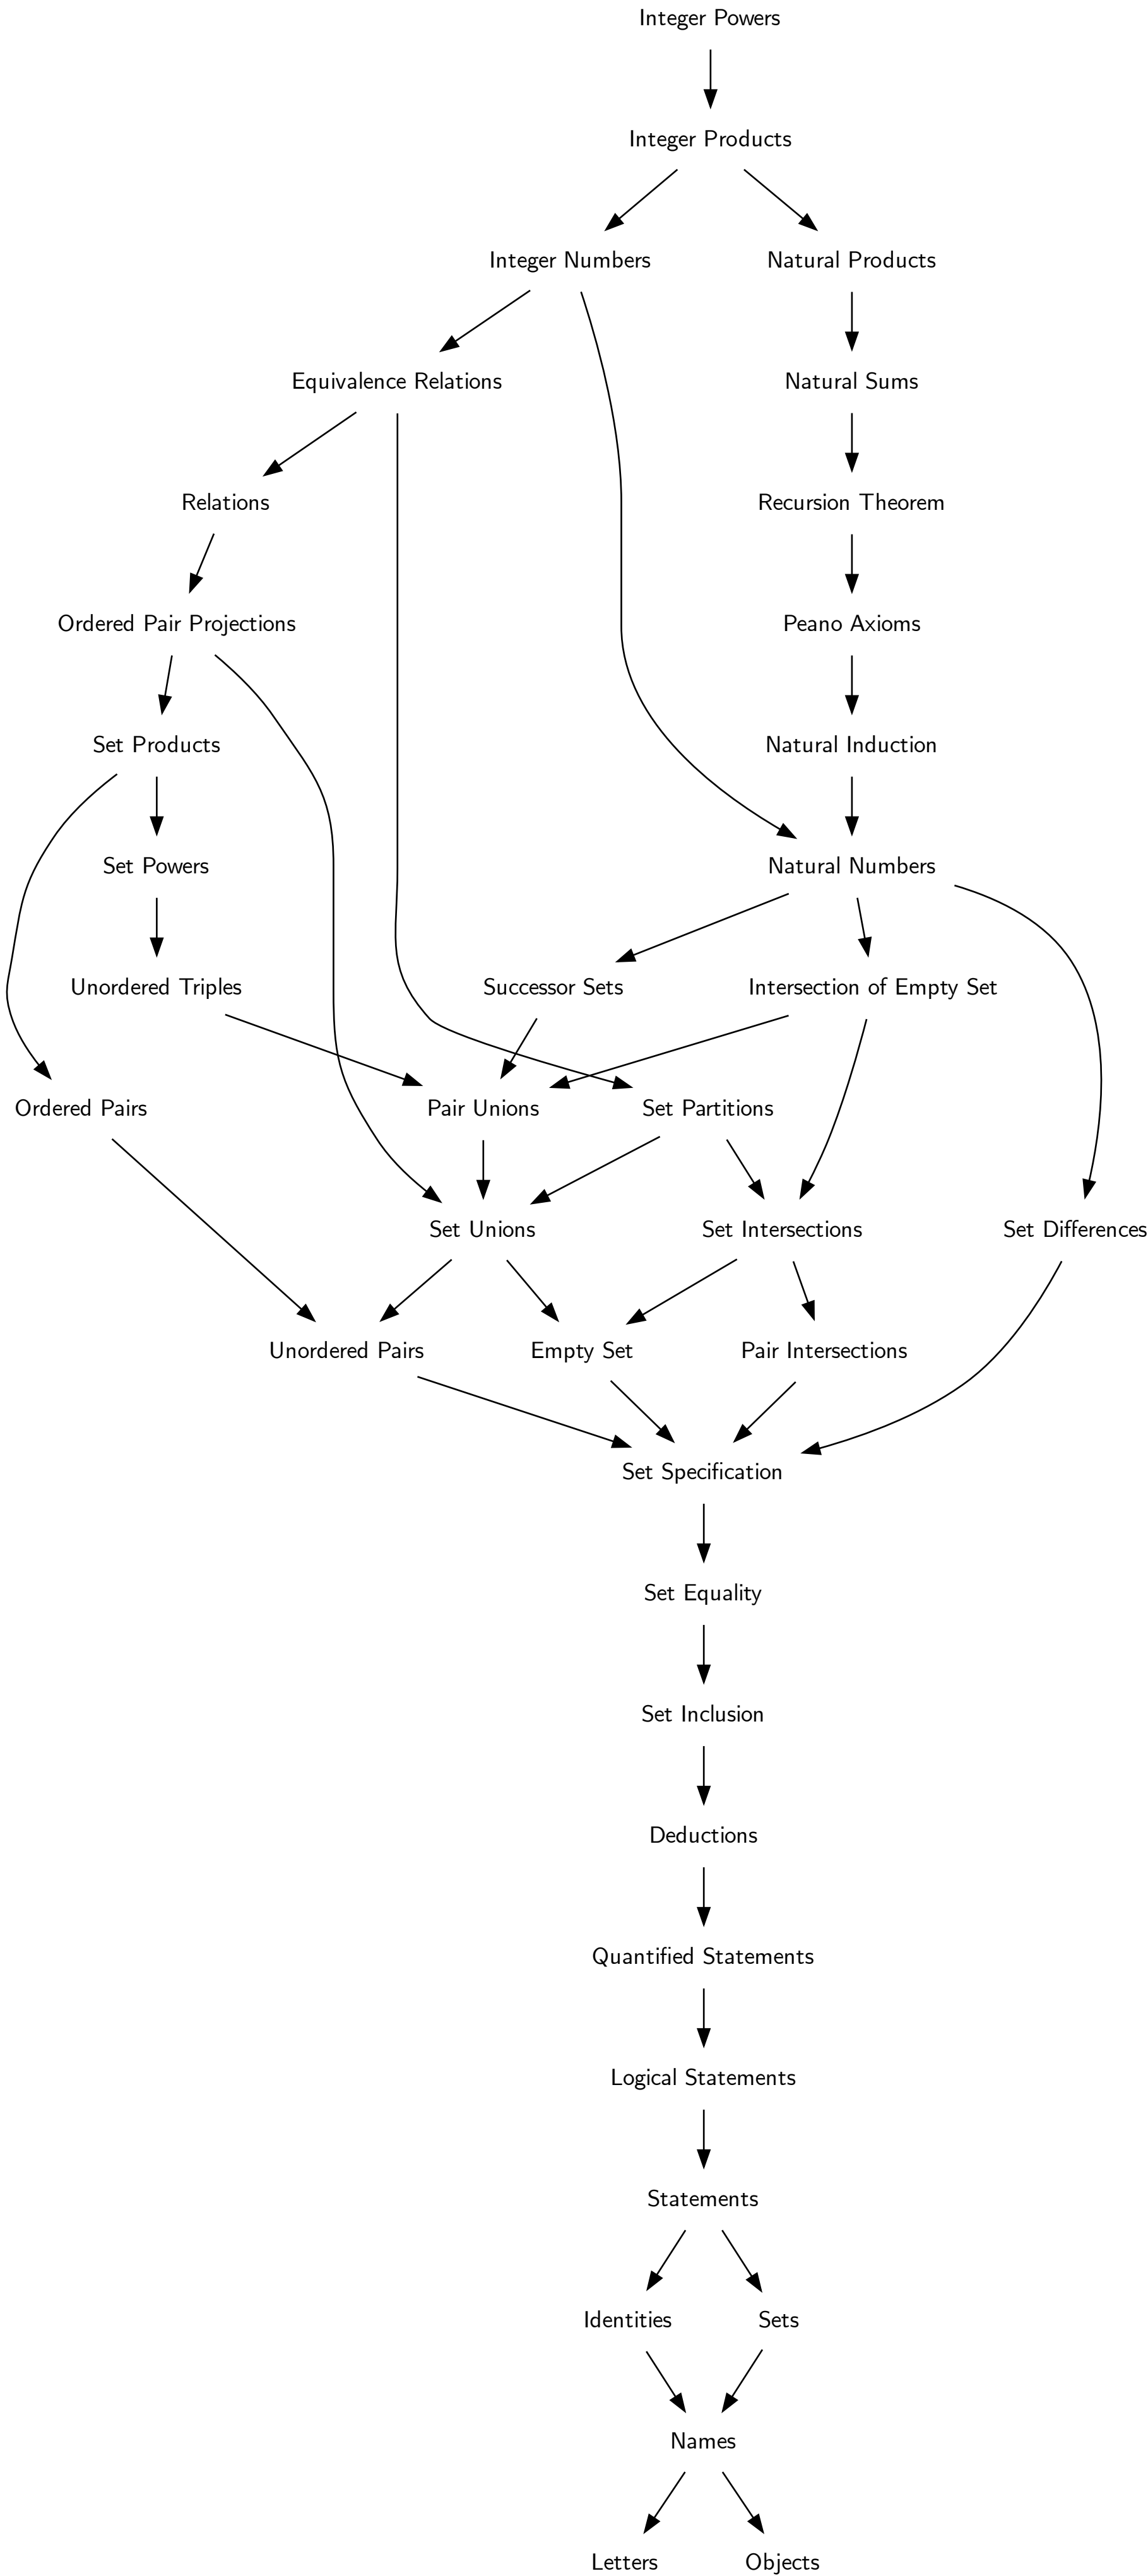 Integer Powers
Integer Products
Integer Numbers
Natural Products
Equivalence Relations
Natural Sums
Relations
Recursion Theorem
Ordered Pair Projections
Peano Axioms
Set Products
Natural Induction
Set Powers
Natural Numbers
Unordered Triples
Successor Sets
Intersection of Empty Set
Ordered Pairs
Pair Unions
Set Partitions
Set Unions
Set Intersections
Set Differences
Unordered Pairs
Empty Set
Pair Intersections
Set Specification
Set Equality
Set Inclusion
Deductions
Quantified Statements
Logical Statements
Statements
Identities
Sets
Names
Letters
Objects